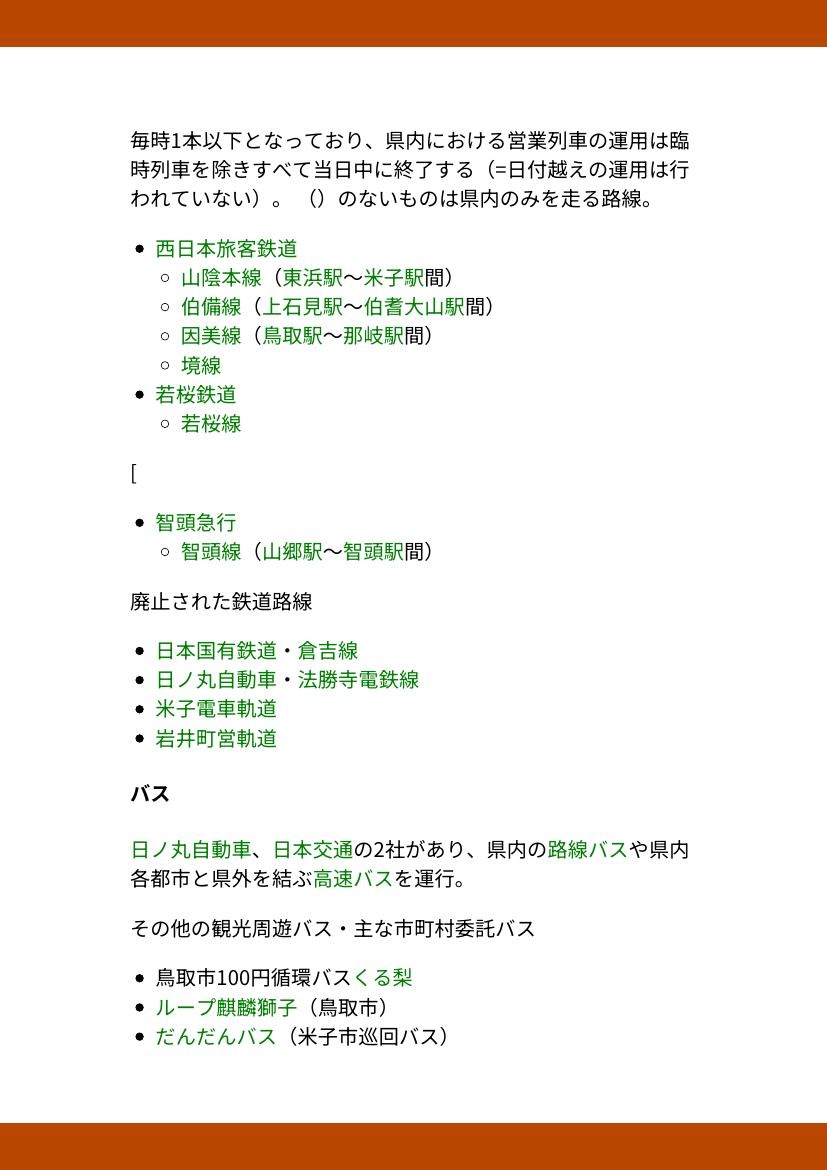 毎時1本以下となっており、県内における営業列車の運用は臨
時列車を除きすべて当日中に終了する（=日付越えの運用は行
われていない）。 （）のないものは県内のみを走る路線。
西日本旅客鉄道
山陰本線（東浜駅〜米子駅間）
伯備線（上石見駅〜伯耆大山駅間）
因美線（鳥取駅〜那岐駅間）
境線
若桜鉄道
若桜線
[
智頭急行
智頭線（山郷駅〜智頭駅間）
廃止された鉄道路線
日本国有鉄道・倉吉線
日ノ丸自動車・法勝寺電鉄線
米子電車軌道
岩井町営軌道
バス
日ノ丸自動車、日本交通の2社があり、県内の路線バスや県内
各都市と県外を結ぶ高速バスを運行。
その他の観光周遊バス・主な市町村委託バス
鳥取市100円循環バスくる梨
ループ麒麟獅子（鳥取市）
だんだんバス（米子市巡回バス）